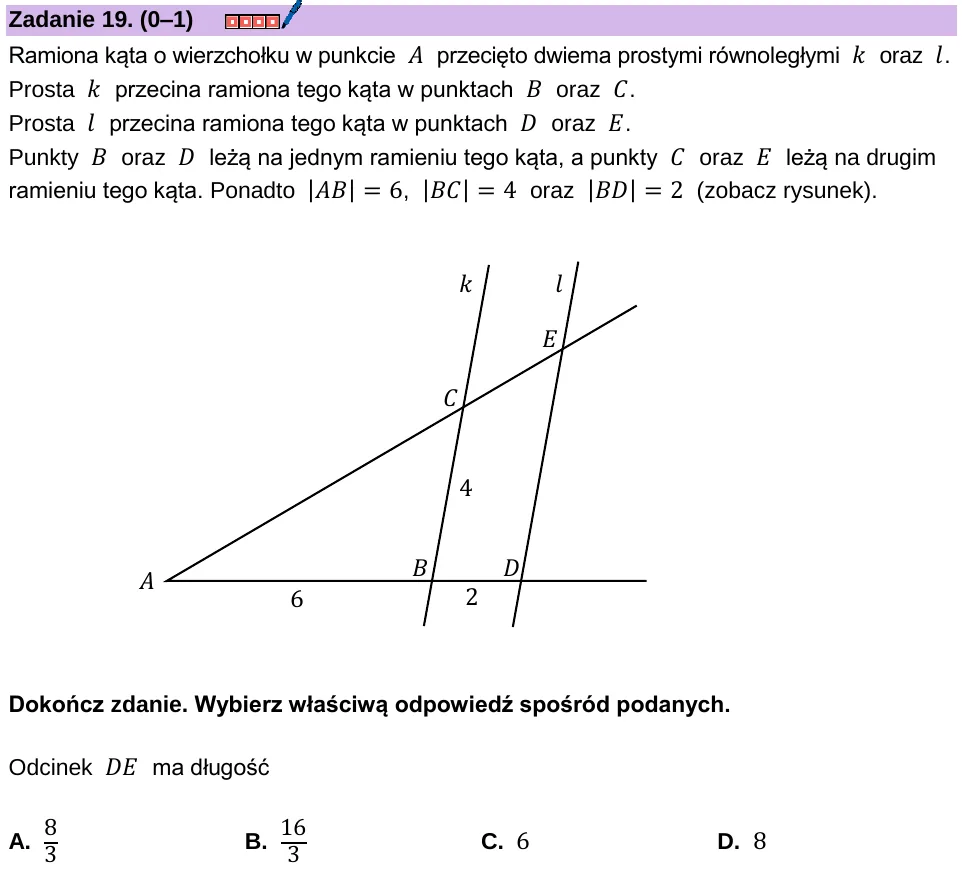 Zadanie 19. (0–1)
Ramiona kąta o wierzchołku w punkcie A przecięto dwiema prostymi równoległymi k oraz l.
Prosta k przecina ramiona tego kąta w punktach B oraz C.
Prosta l przecina ramiona tego kąta w punktach D oraz E.
Punkty B oraz D leżą na jednym ramieniu tego kąta, a punkty C oraz E leżą na drugim
ramieniu tego kąta. Ponadto |AB| = 6, |BC| = 4 oraz |BD| = 2 (zobacz rysunek).
k l
E
C
4
A B D
6 2
Dokończ zdanie. Wybierz właściwą odpowiedź spośród podanych.
Odcinek DE ma długość
A. 8/3 B. 16/3 C. 6 D. 8